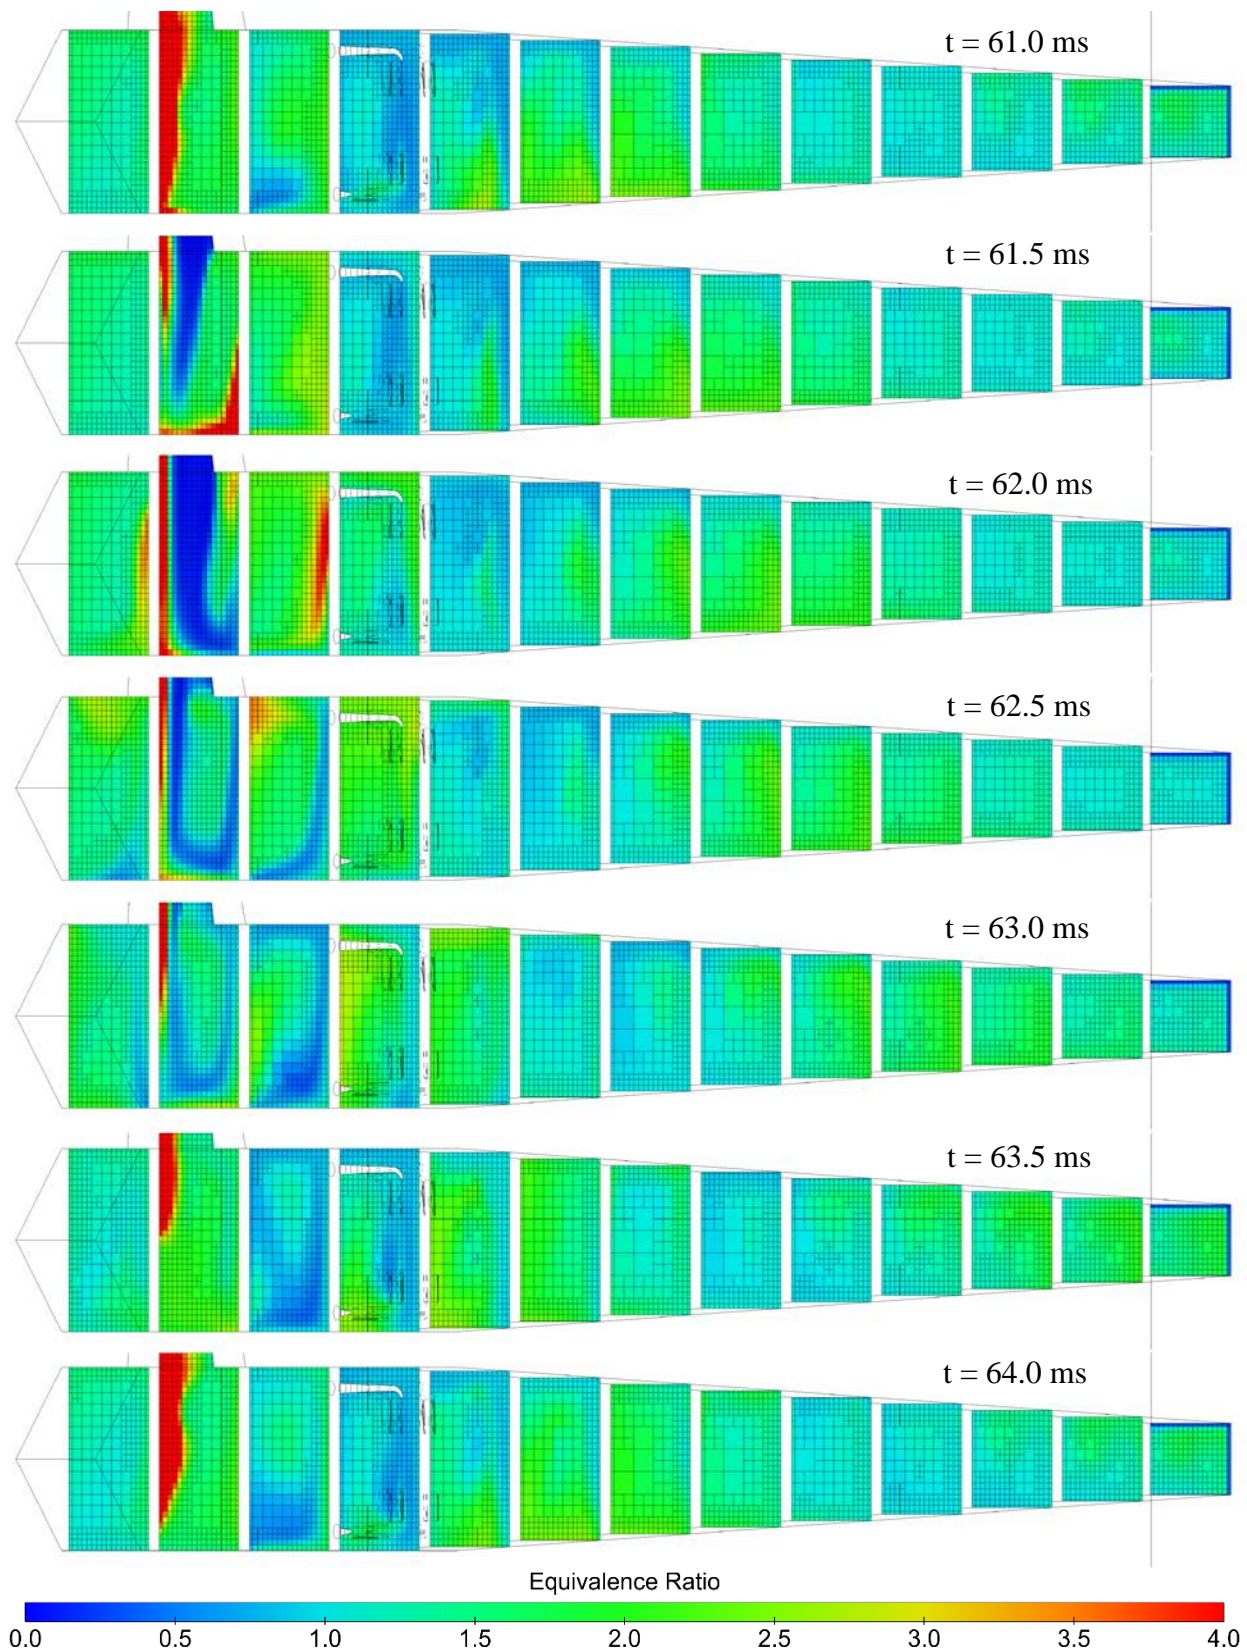 t = 61.0 ms
t = 61.5 ms
t = 62.0 ms
t = 62.5 ms
t = 63.0 ms
t = 63.5 ms
t = 64.0 ms
Equivalence Ratio
0.0 0.5 1.0 1.5 2.0 2.5 3.0 3.5 4.0